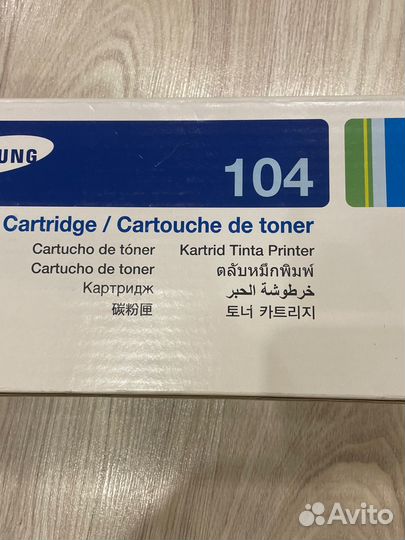 UNG
104
Cartridge / Cartouche de toner
Cartucho de tóner Kartrid Tinta Printer
Cartucho de toner ตลับหมึกพิมพ์
Картридж خرطوشة الحبر
碳粉匣 토너 카트리지
Avito